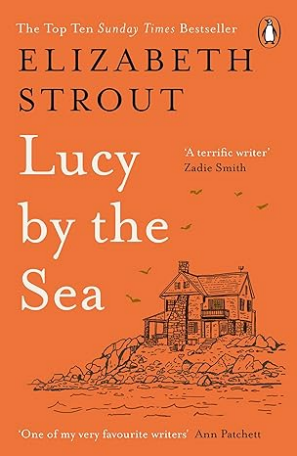 The Top Ten Sunday Times Bestseller
ELIZABETH
STROUT
Lucy
by the
Sea
‘A terrific writer’
Zadie Smith
‘One of my very favourite writers’ Ann Patchett